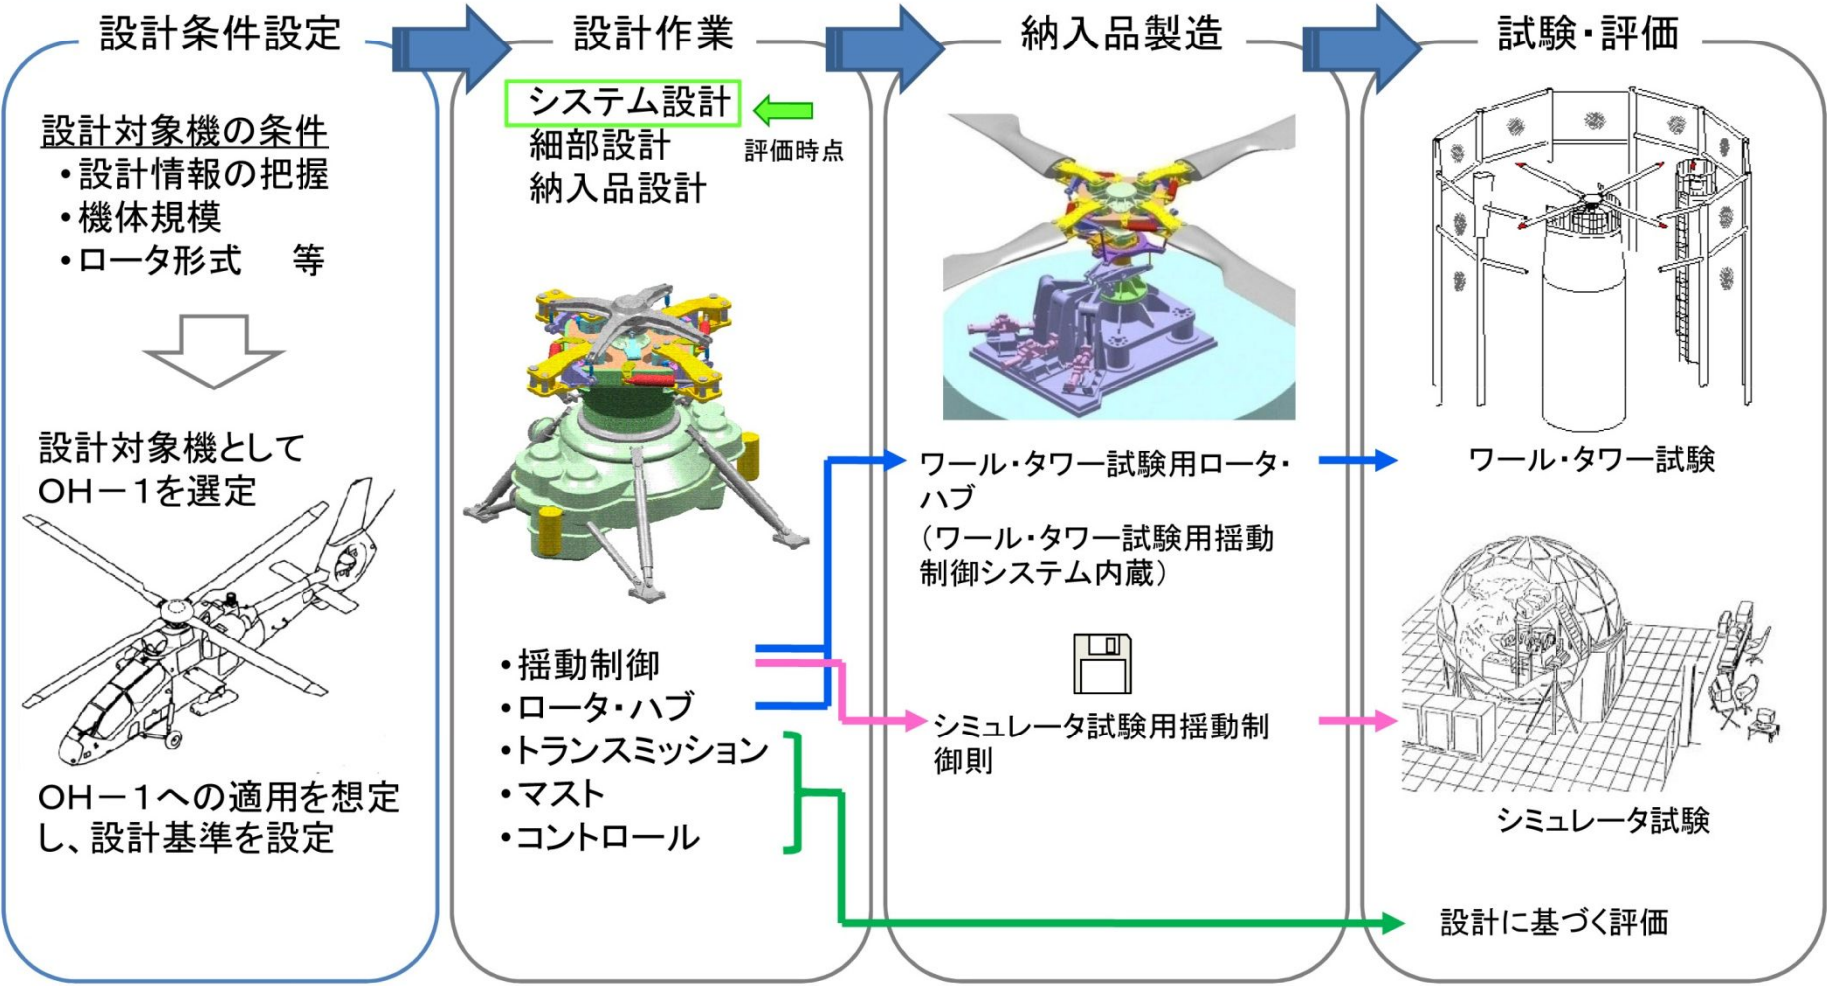 設計条件設定
設計対象機の条件
・設計情報の把握
・機体規模
・ロータ形式　等
設計対象機として
OH－1を選定
OH－1への適用を想定
し、設計基準を設定
設計作業
システム設計
細部設計
納入品設計
評価時点
・揺動制御
・ロータ・ハブ
・トランスミッション
・マスト
・コントロール
納入品製造
ワール・タワー試験用ロータ・
ハブ
（ワール・タワー試験用揺動
制御システム内蔵）
シミュレータ試験用揺動制
御則
試験・評価
ワール・タワー試験
シミュレータ試験
設計に基づく評価